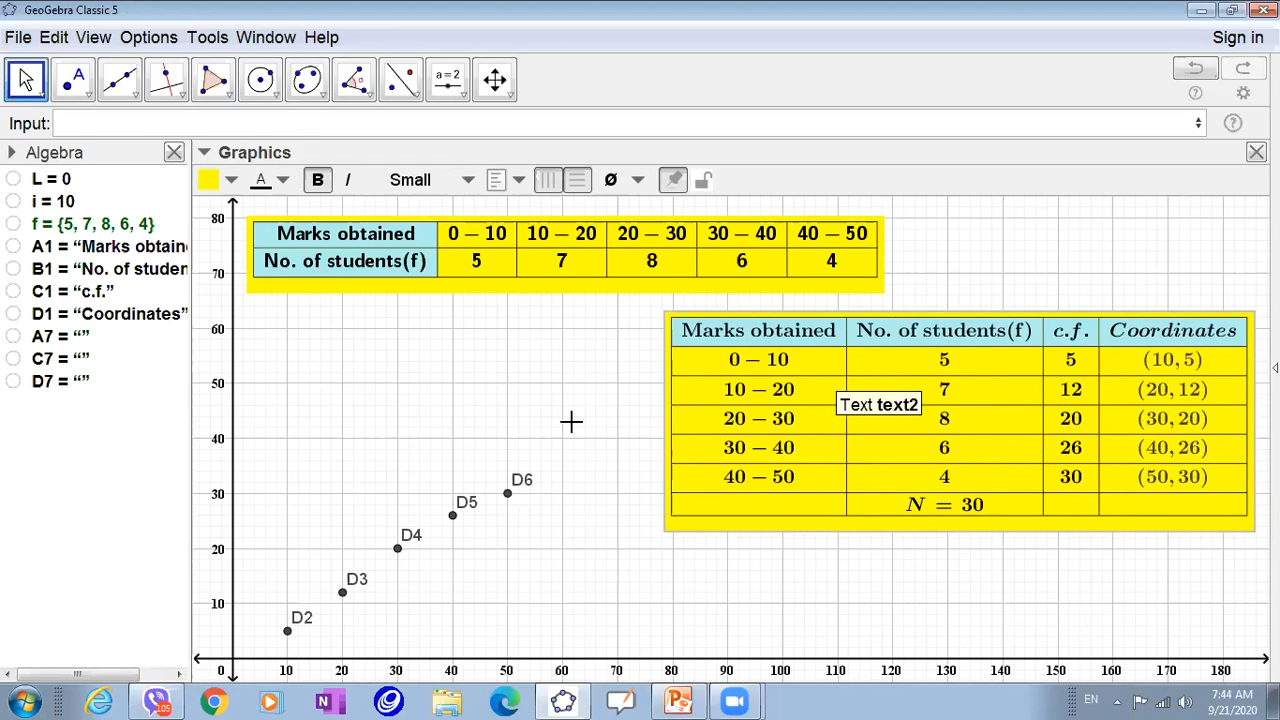 GeoGebra Classic 5
File Edit View Options Tools Window Help Sign in
A a = 2
Input:
Algebra
Graphics
A B I Small
L = 0
i = 10
f = {5, 7, 8, 6, 4}
A1 = “Marks obtaine
B1 = “No. of studen
C1 = “c.f.”
D1 = “Coordinates”
A7 = “”
C7 = “”
D7 = “”
Marks obtained 0 – 10 10 – 20 20 – 30 30 – 40 40 – 50
No. of students(f) 5 7 8 6 4
Marks obtained No. of students(f) c.f. Coordinates
0 – 10 5 5 (10, 5)
10 – 20 7 12 (20, 12)
20 – 30 8 20 (30, 20)
30 – 40 6 26 (40, 26)
40 – 50 4 30 (50, 30)
N = 30
Text text2
80
70
60
50
40
30
20
10
D6
D5
D4
D3
D2
0 10 20 30 40 50 60 70 80 90 100 110 120 130 140 150 160 170 180
105
EN
7:44 AM
9/21/2020